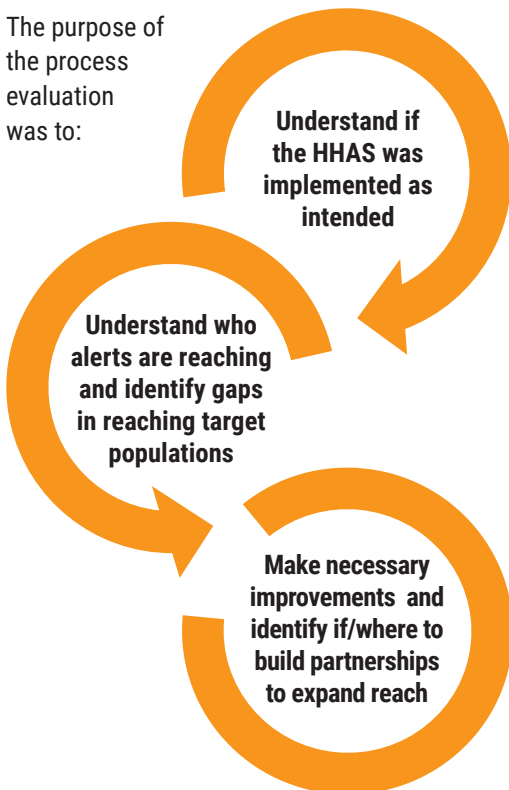 The purpose of
the process
evaluation
was to:
Understand if
the HHAS was
implemented as
intended
Understand who
alerts are reaching
and identify gaps
in reaching target
populations
Make necessary
improvements and
identify if/where to
build partnerships
to expand reach